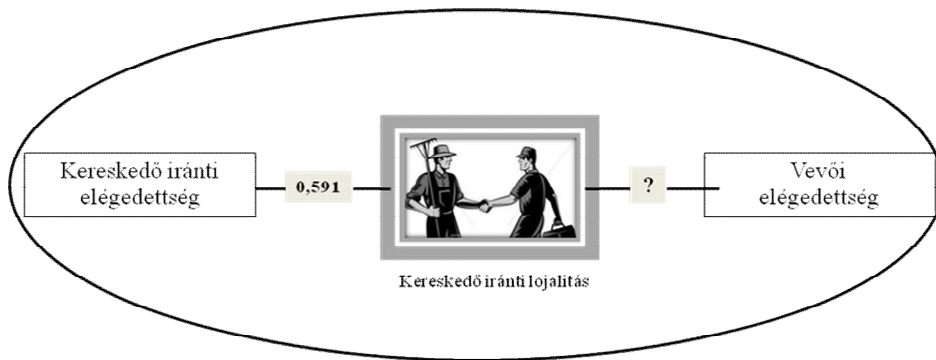 Kereskedő iránti
elégedettség
0,591
?
Vevői
elégedettség
Kereskedő iránti lojalitás